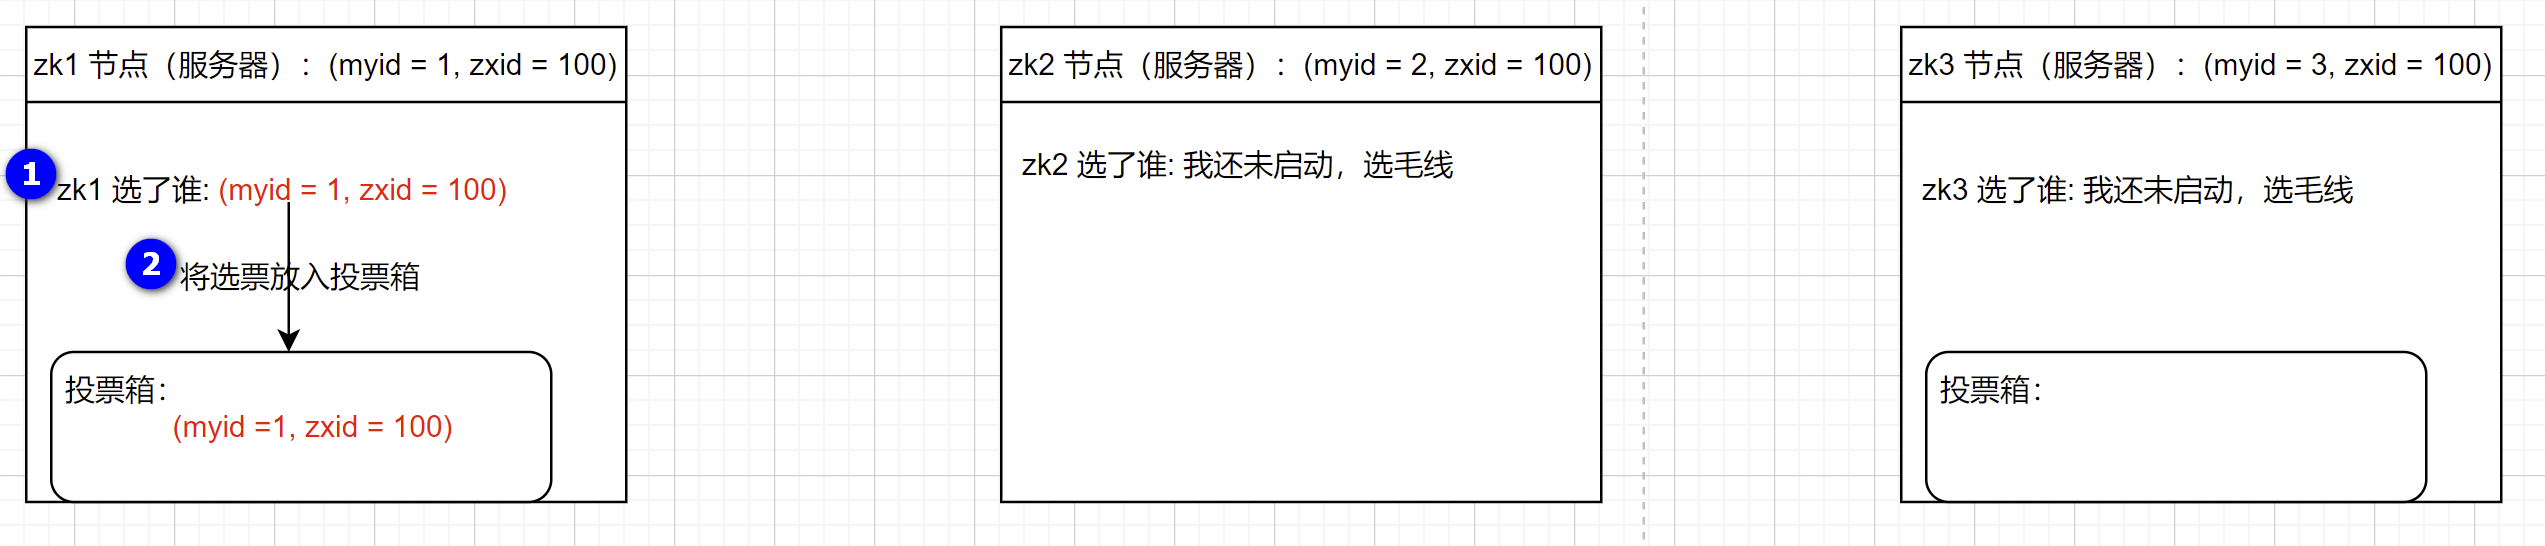 zk1 节点（服务器）：(myid = 1, zxid = 100)
1
zk1 选了谁: (myid = 1, zxid = 100)
2
将选票放入投票箱
投票箱：
(myid =1, zxid = 100)
zk2 节点（服务器）：(myid = 2, zxid = 100)
zk2 选了谁: 我还未启动，选毛线
zk3 节点（服务器）：(myid = 3, zxid = 100)
zk3 选了谁: 我还未启动，选毛线
投票箱：